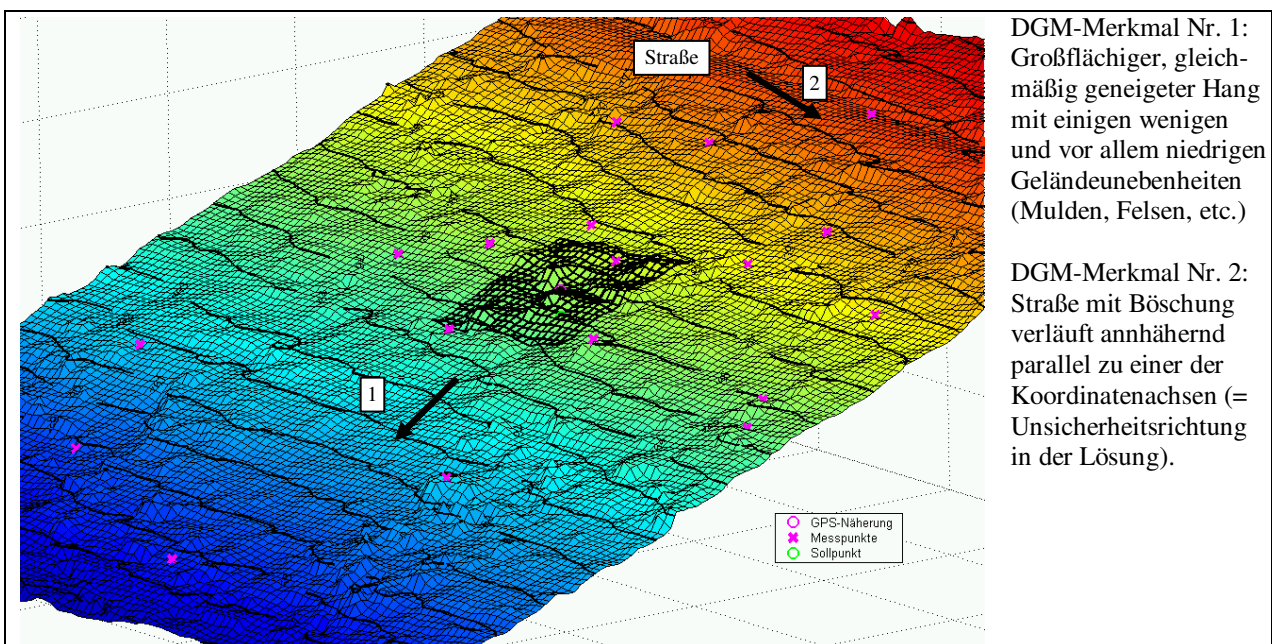 Straße
2
1
GPS-Näherung
Messpunkte
Sollpunkt
DGM-Merkmal Nr. 1:
Großflächiger, gleich-
mäßig geneigeter Hang
mit einigen wenigen
und vor allem niedrigen
Geländeunebenheiten
(Mulden, Felsen, etc.)
DGM-Merkmal Nr. 2:
Straße mit Böschung
verläuft annhähernd
parallel zu einer der
Koordinatenachsen (=
Unsicherheitsrichtung
in der Lösung).